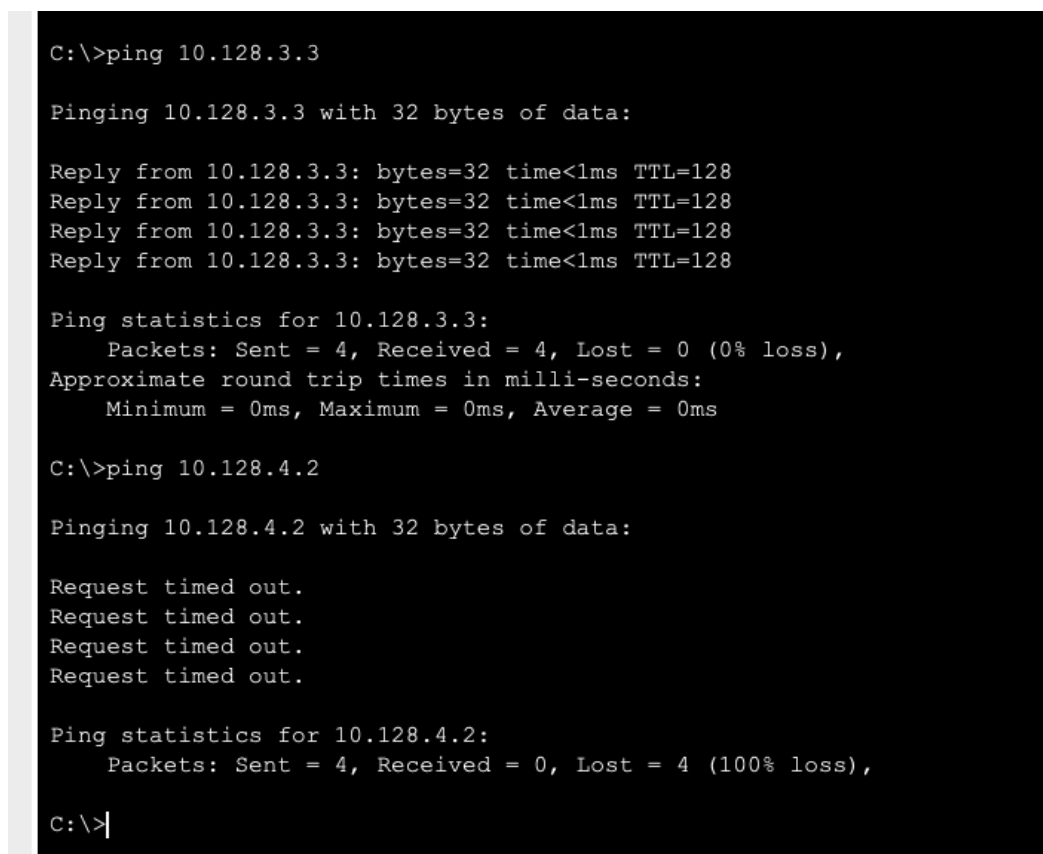 C:\>ping 10.128.3.3
Pinging 10.128.3.3 with 32 bytes of data:
Reply from 10.128.3.3: bytes=32 time<1ms TTL=128
Reply from 10.128.3.3: bytes=32 time<1ms TTL=128
Reply from 10.128.3.3: bytes=32 time<1ms TTL=128
Reply from 10.128.3.3: bytes=32 time<1ms TTL=128
Ping statistics for 10.128.3.3:
    Packets: Sent = 4, Received = 4, Lost = 0 (0% loss),
Approximate round trip times in milli-seconds:
    Minimum = 0ms, Maximum = 0ms, Average = 0ms
C:\>ping 10.128.4.2
Pinging 10.128.4.2 with 32 bytes of data:
Request timed out.
Request timed out.
Request timed out.
Request timed out.
Ping statistics for 10.128.4.2:
    Packets: Sent = 4, Received = 0, Lost = 4 (100% loss),
C:\>